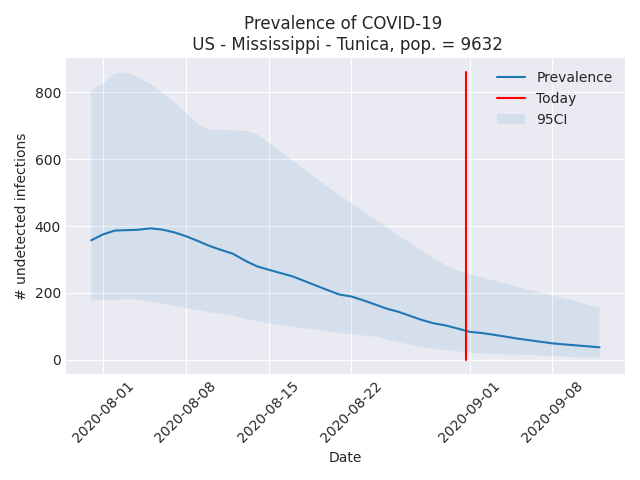 Prevalence of COVID-19
US - Mississippi - Tunica, pop. = 9632
Prevalence
Today
95CI
# undetected infections
800
600
400
200
0
2020-08-01
2020-08-08
2020-08-15
2020-08-22
2020-09-01
2020-09-08
Date